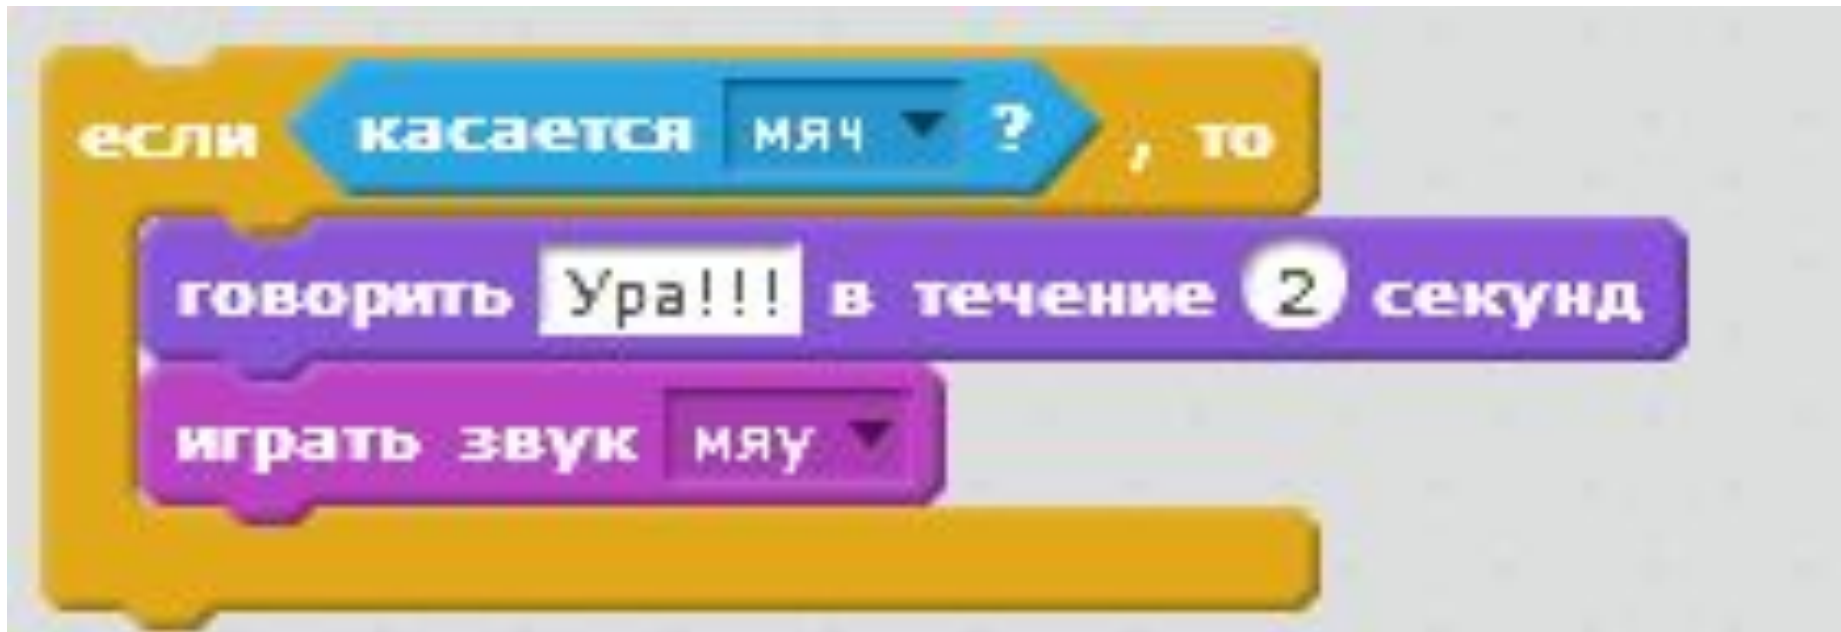 если касается мяч ? , то
говорить Ура!!! в течение 2 секунд
играть звук мяу